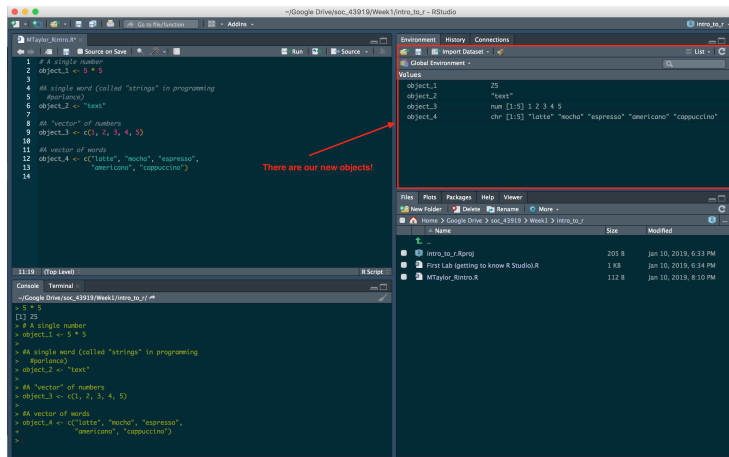 ~/Google Drive/soc_43919/Week1/intro_to_r - RStudio
Go to file/function
Addins
intro_to_r
MTaylor_RIntro.R*
Source on Save
Run
Source
1 # A single number
2 object_1 <- 5 * 5
3
4 #A single word (called "strings" in programming
5 #parlance)
6 object_2 <- "text"
7
8 #A "vector" of numbers
9 object_3 <- c(1, 2, 3, 4, 5)
10
11 #A vector of words
12 object_4 <- c("latte", "mocha", "espresso",
13 "americano", "cappuccino")
14
There are our new objects!
11:19 (Top Level) R Script
Console Terminal
~/Google Drive/soc_43919/Week1/intro_to_r/
> 5 * 5
[1] 25
> # A single number
> object_1 <- 5 * 5
>
> #A single word (called "strings" in programming
> #parlance)
> object_2 <- "text"
>
> #A "vector" of numbers
> object_3 <- c(1, 2, 3, 4, 5)
>
> #A vector of words
> object_4 <- c("latte", "mocha", "espresso",
+ "americano", "cappuccino")
>
Environment History Connections
Import Dataset List
Global Environment
Values
object_1 25
object_2 "text"
object_3 num [1:5] 1 2 3 4 5
object_4 chr [1:5] "latte" "mocha" "espresso" "americano" "cappuccino"
Files Plots Packages Help Viewer
New Folder Delete Rename More
Home > Google Drive > soc_43919 > Week1 > intro_to_r ...
Name Size Modified
..
intro_to_r.Rproj 205 B Jan 10, 2019, 6:33 PM
First Lab (getting to know R Studio).R 1 KB Jan 10, 2019, 6:34 PM
MTaylor_RIntro.R 112 B Jan 10, 2019, 8:10 PM